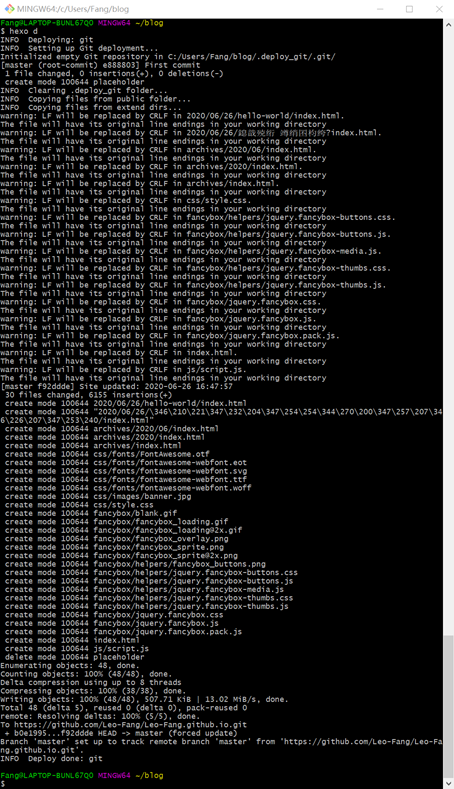 MINGW64:/c/Users/Fang/blog
Fang@LAPTOP-BUNL67QO MINGW64 ~/blog
$ hexo d
INFO  Deploying: git
INFO  Setting up Git deployment...
Initialized empty Git repository in C:/Users/Fang/blog/.deploy_git/.git/
[master (root-commit) e888803] First commit
 1 file changed, 0 insertions(+), 0 deletions(-)
 create mode 100644 placeholder
INFO  Clearing .deploy_git folder...
INFO  Copying files from public folder...
INFO  Copying files from extend dirs...
warning: LF will be replaced by CRLF in 2020/06/26/hello-world/index.html.
The file will have its original line endings in your working directory
warning: LF will be replaced by CRLF in 2020/06/26/ ?index.html.
The file will have its original line endings in your working directory
warning: LF will be replaced by CRLF in archives/2020/06/index.html.
The file will have its original line endings in your working directory
warning: LF will be replaced by CRLF in archives/2020/index.html.
The file will have its original line endings in your working directory
warning: LF will be replaced by CRLF in archives/index.html.
The file will have its original line endings in your working directory
warning: LF will be replaced by CRLF in css/style.css.
The file will have its original line endings in your working directory
warning: LF will be replaced by CRLF in fancybox/helpers/jquery.fancybox-buttons.css.
The file will have its original line endings in your working directory
warning: LF will be replaced by CRLF in fancybox/helpers/jquery.fancybox-buttons.js.
The file will have its original line endings in your working directory
warning: LF will be replaced by CRLF in fancybox/helpers/jquery.fancybox-media.js.
The file will have its original line endings in your working directory
warning: LF will be replaced by CRLF in fancybox/helpers/jquery.fancybox-thumbs.css.
The file will have its original line endings in your working directory
warning: LF will be replaced by CRLF in fancybox/helpers/jquery.fancybox-thumbs.js.
The file will have its original line endings in your working directory
warning: LF will be replaced by CRLF in fancybox/jquery.fancybox.css.
The file will have its original line endings in your working directory
warning: LF will be replaced by CRLF in fancybox/jquery.fancybox.js.
The file will have its original line endings in your working directory
warning: LF will be replaced by CRLF in fancybox/jquery.fancybox.pack.js.
The file will have its original line endings in your working directory
warning: LF will be replaced by CRLF in index.html.
The file will have its original line endings in your working directory
warning: LF will be replaced by CRLF in js/script.js.
The file will have its original line endings in your working directory
[master f92ddde] Site updated: 2020-06-26 16:47:57
 30 files changed, 6155 insertions(+)
 create mode 100644 2020/06/26/hello-world/index.html
 create mode 100644 "2020/06/26/\346\210\221\347\232\204\347\254\254\344\270\200\347\257\207\34
6\226\207\347\253\240/index.html"
 create mode 100644 archives/2020/06/index.html
 create mode 100644 archives/2020/index.html
 create mode 100644 archives/index.html
 create mode 100644 css/fonts/FontAwesome.otf
 create mode 100644 css/fonts/fontawesome-webfont.eot
 create mode 100644 css/fonts/fontawesome-webfont.svg
 create mode 100644 css/fonts/fontawesome-webfont.ttf
 create mode 100644 css/fonts/fontawesome-webfont.woff
 create mode 100644 css/images/banner.jpg
 create mode 100644 css/style.css
 create mode 100644 fancybox/blank.gif
 create mode 100644 fancybox/fancybox_loading.gif
 create mode 100644 fancybox/fancybox_loading@2x.gif
 create mode 100644 fancybox/fancybox_overlay.png
 create mode 100644 fancybox/fancybox_sprite.png
 create mode 100644 fancybox/fancybox_sprite@2x.png
 create mode 100644 fancybox/helpers/fancybox_buttons.png
 create mode 100644 fancybox/helpers/jquery.fancybox-buttons.css
 create mode 100644 fancybox/helpers/jquery.fancybox-buttons.js
 create mode 100644 fancybox/helpers/jquery.fancybox-media.js
 create mode 100644 fancybox/helpers/jquery.fancybox-thumbs.css
 create mode 100644 fancybox/helpers/jquery.fancybox-thumbs.js
 create mode 100644 fancybox/jquery.fancybox.css
 create mode 100644 fancybox/jquery.fancybox.js
 create mode 100644 fancybox/jquery.fancybox.pack.js
 create mode 100644 index.html
 create mode 100644 js/script.js
 delete mode 100644 placeholder
Enumerating objects: 48, done.
Counting objects: 100% (48/48), done.
Delta compression using up to 8 threads
Compressing objects: 100% (38/38), done.
Writing objects: 100% (48/48), 507.71 KiB | 13.02 MiB/s, done.
Total 48 (delta 5), reused 0 (delta 0), pack-reused 0
remote: Resolving deltas: 100% (5/5), done.
To https://github.com/Leo-Fang/Leo-Fang.github.io.git
 + b0e1995...f92ddde HEAD -> master (forced update)
Branch 'master' set up to track remote branch 'master' from 'https://github.com/Leo-Fang/Leo-Fa
ng.github.io.git'.
INFO  Deploy done: git
Fang@LAPTOP-BUNL67QO MINGW64 ~/blog
$